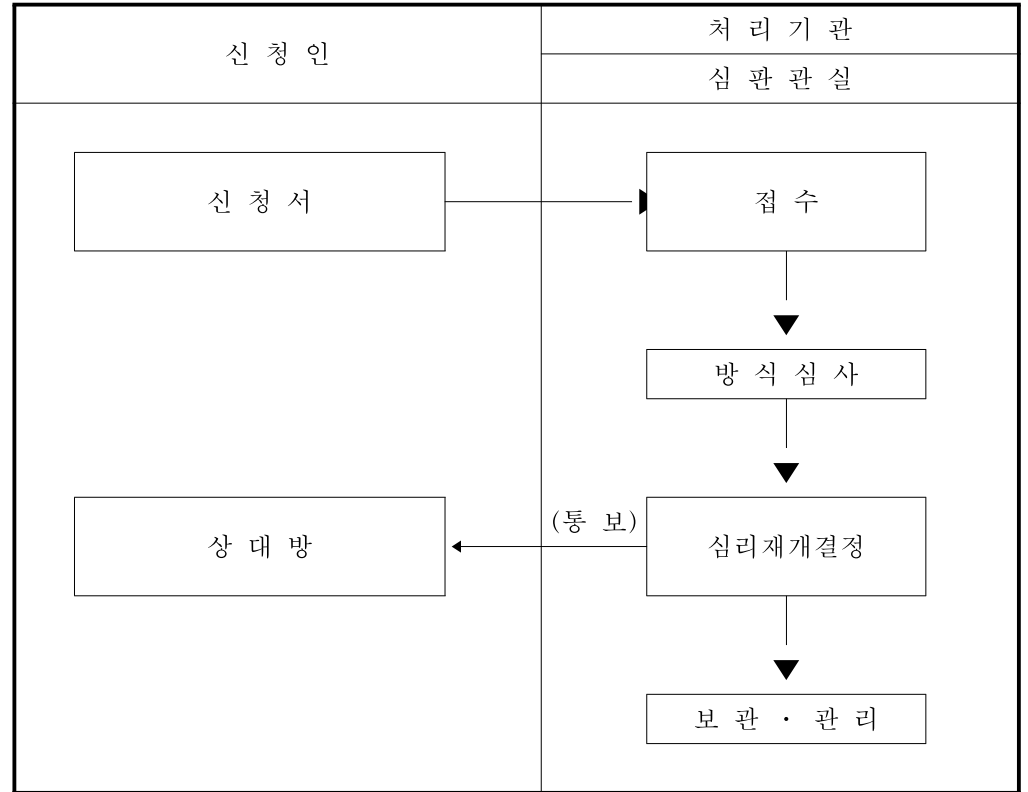 신 청 인
처 리 기 관
심 판 관 실
신 청 서
접 수
방 식 심 사
(통 보)
상 대 방
심리재개결정
보 관 · 관 리